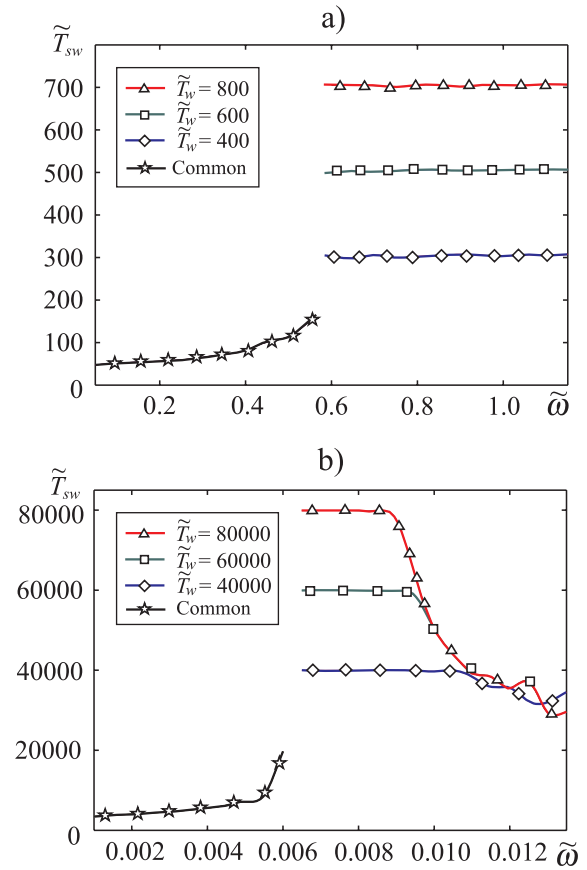 a)
T̃sw
700
600
500
400
300
200
100
0
T̃w = 800
T̃w = 600
T̃w = 400
Common
0.2 0.4 0.6 0.8 1.0 ω̃
b)
T̃sw
80000
60000
40000
20000
0
T̃w = 80000
T̃w = 60000
T̃w = 40000
Common
0.002 0.004 0.006 0.008 0.010 0.012 ω̃